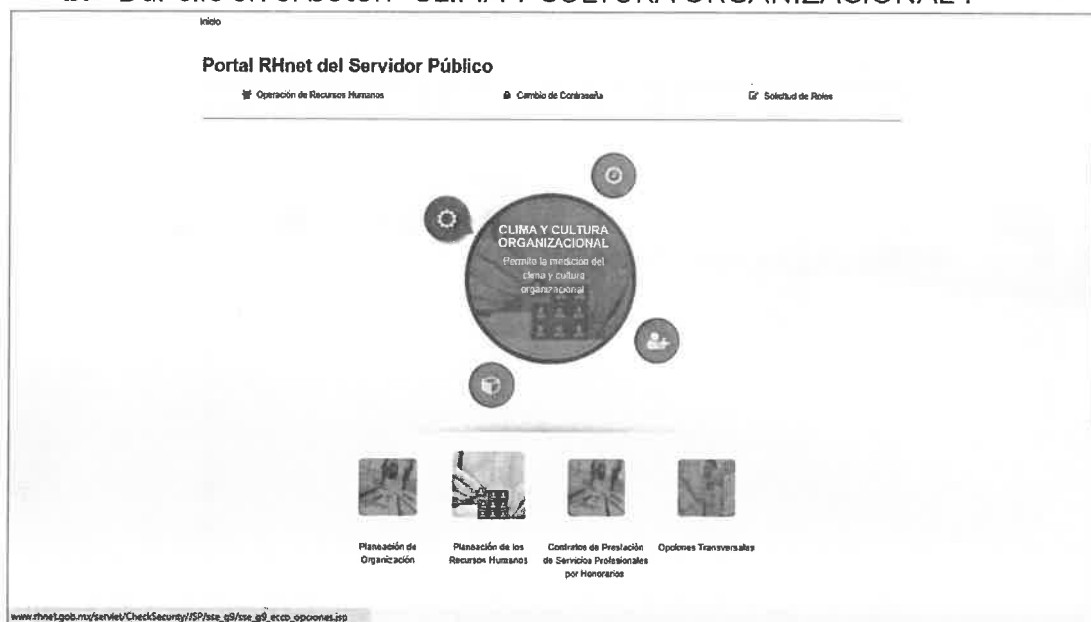 Inicio
Portal RHnet del Servidor Público
Operación de Recursos Humanos
Cambio de Contraseña
Solicitud de Roles
CLIMA Y CULTURA
ORGANIZACIONAL
Permite la medición del
clima y cultura
organizacional
Planeación de
Organización
Planeación de los
Recursos Humanos
Contratos de Prestación
de Servicios Profesionales
por Honorarios
Opciones Transversales
www.rhnet.gob.mx/servlet/CheckSecurity/JSP/sse_g9/sse_g9_ecco_opciones.jsp